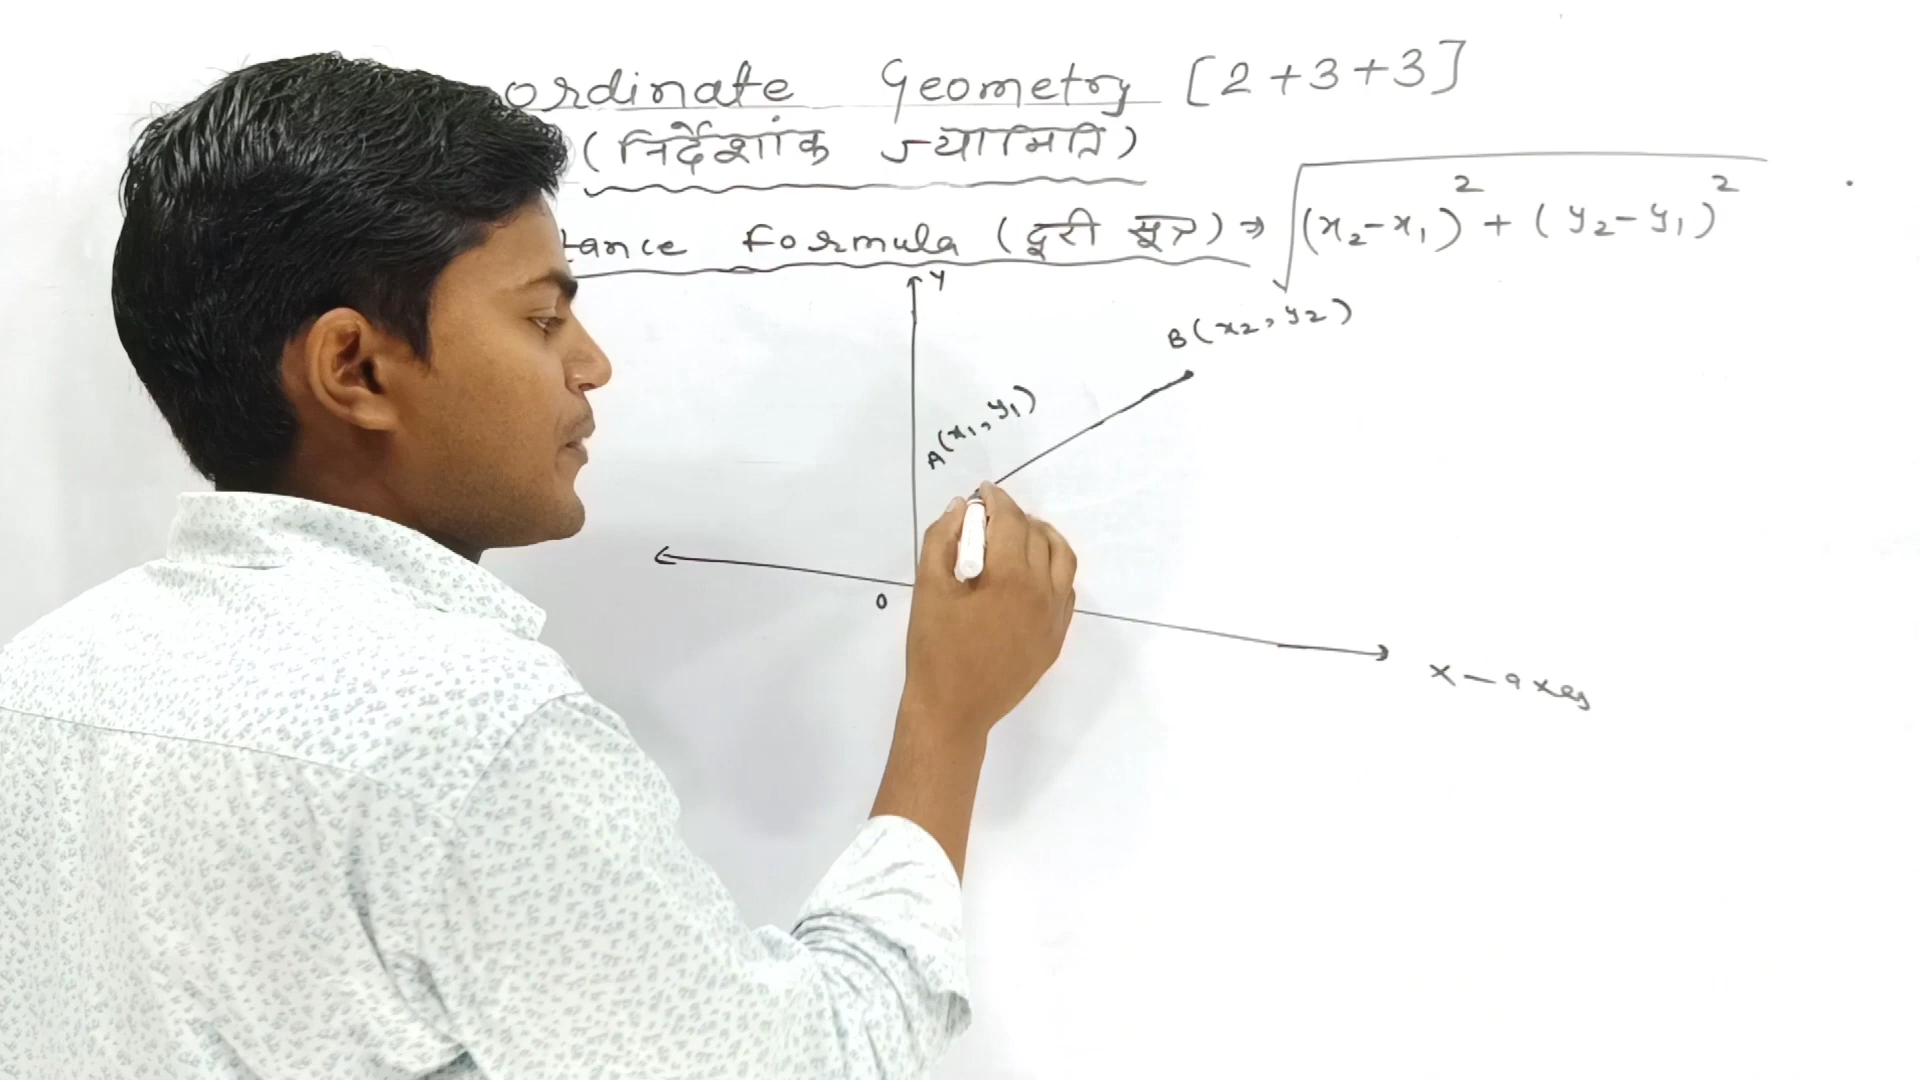 ordinate Geometry [2+3+3]
(निर्देशांक ज्यामिति)
tance Formula (दूरी सूत्र) → √(x₂-x₁)² + (y₂-y₁)²
Y
B(x₂, y₂)
A(x₁, y₁)
O
X-axes